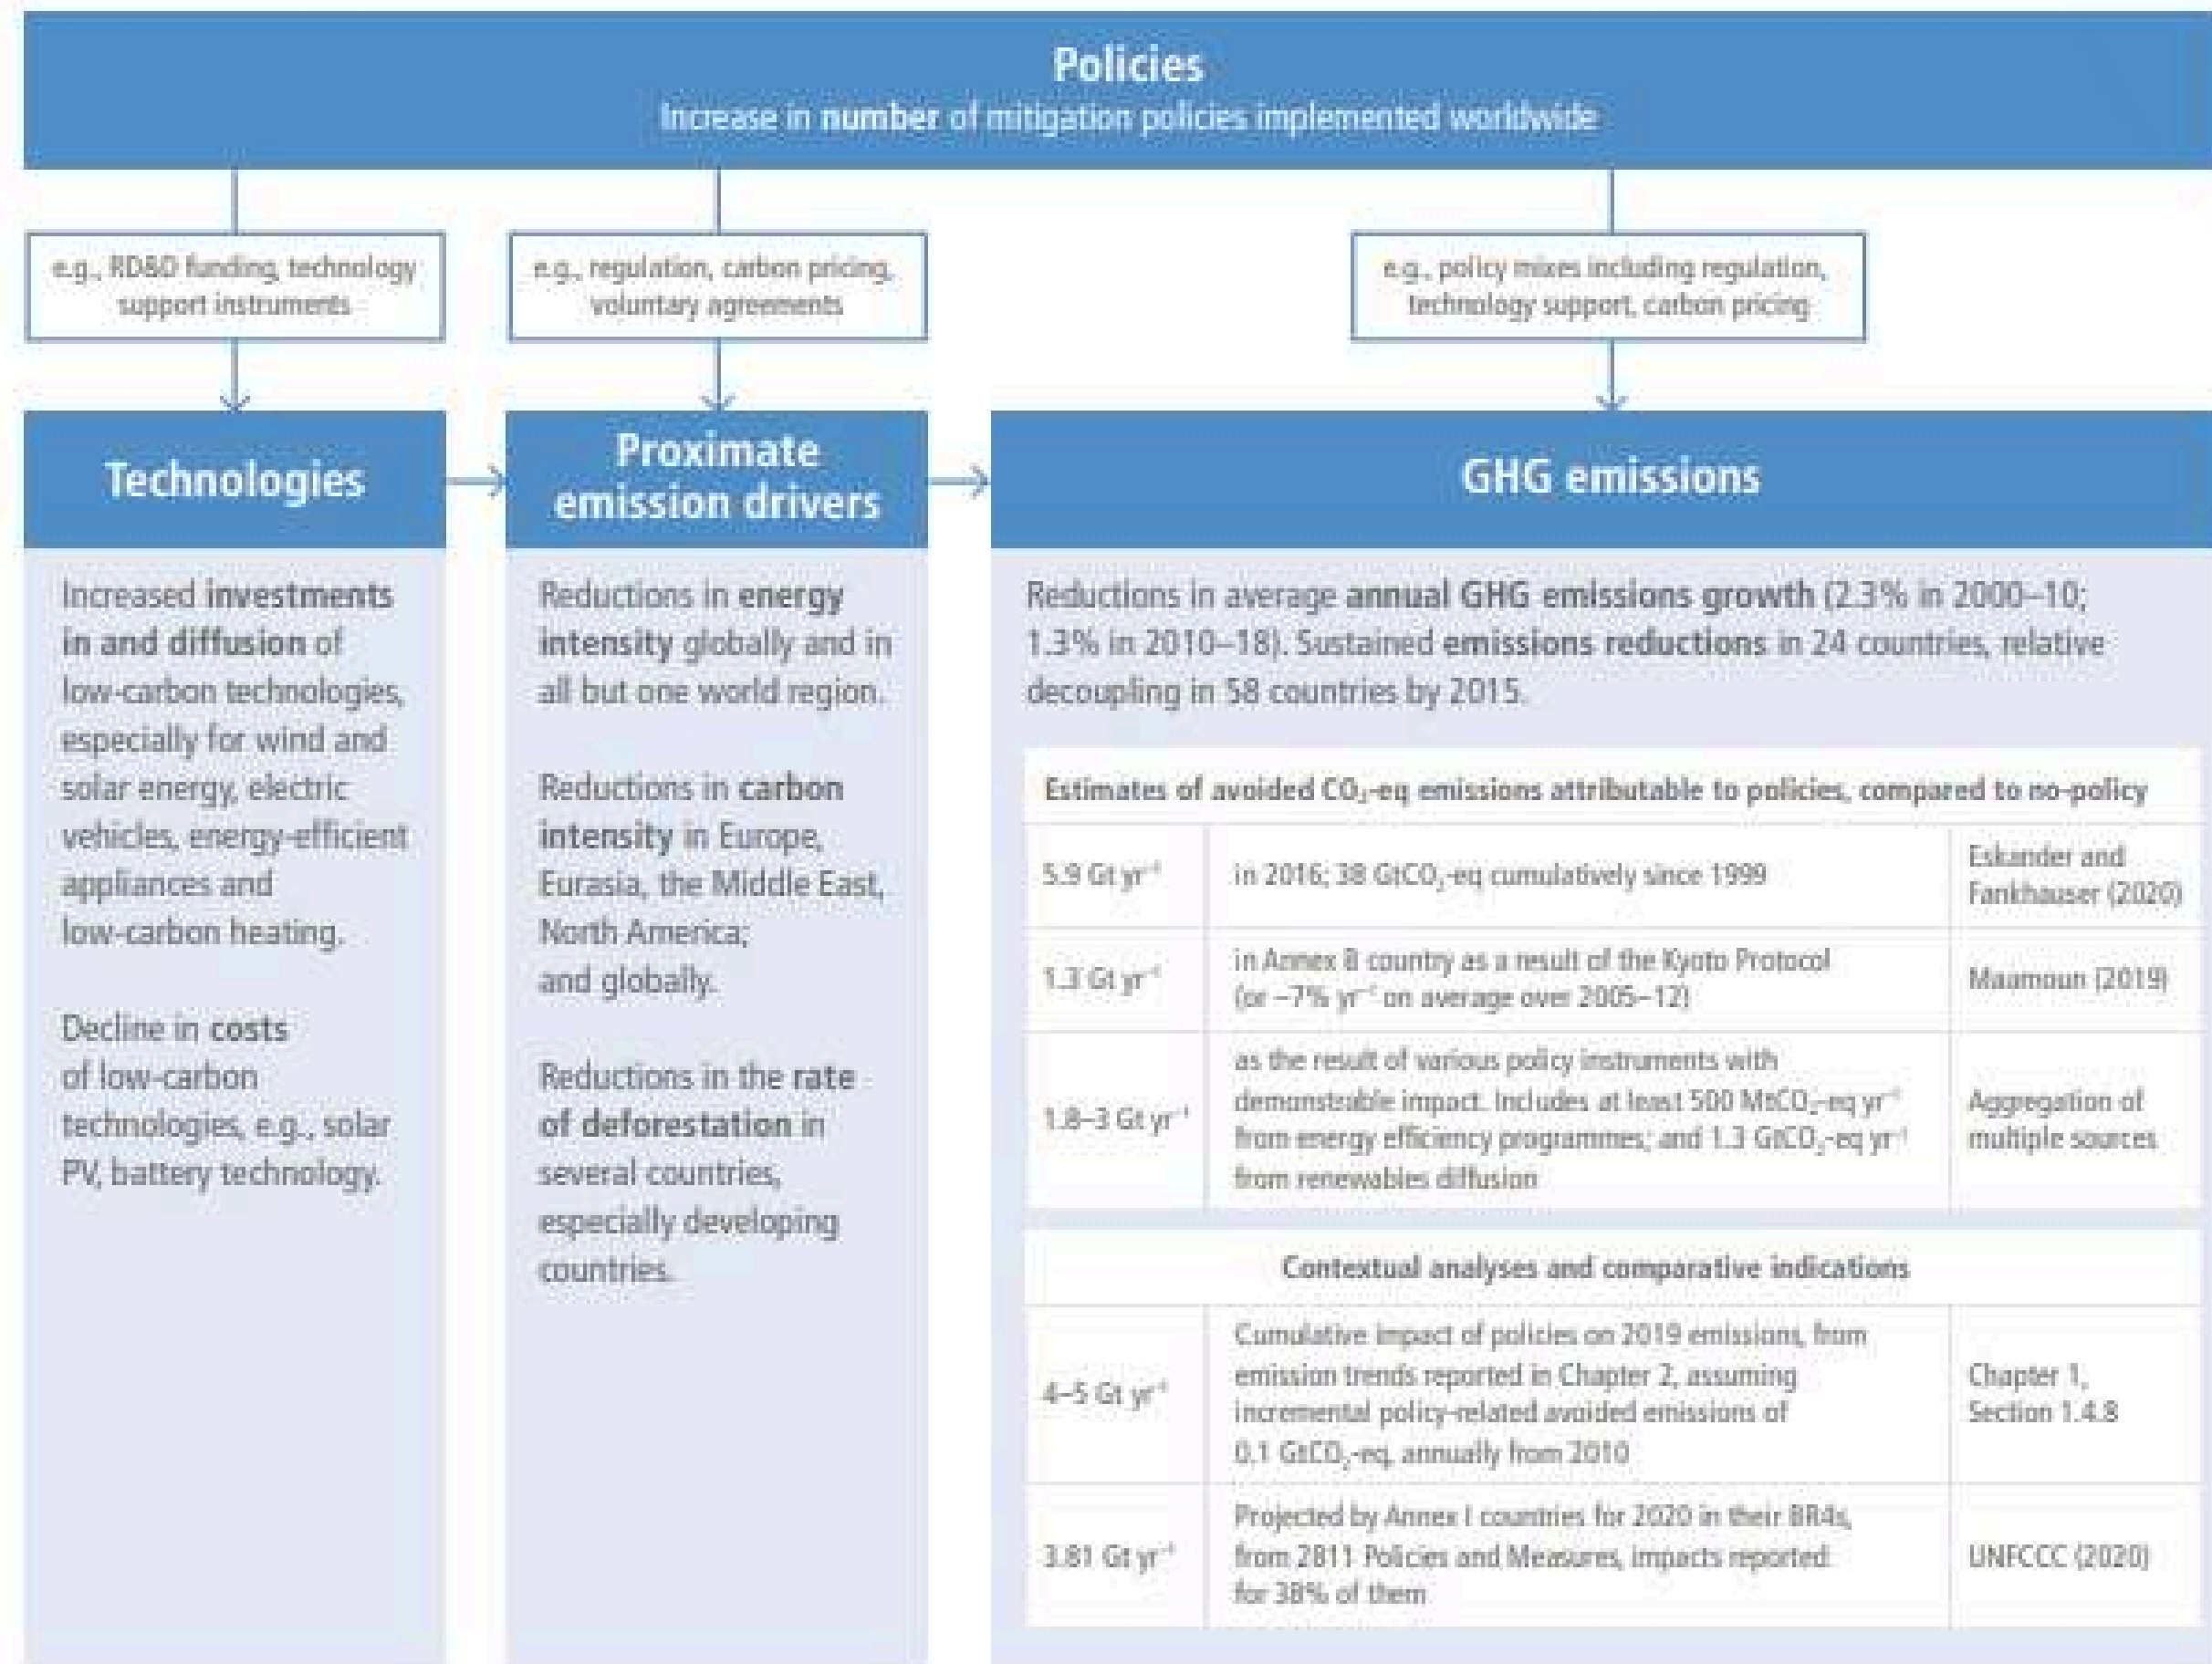 Policies
Increase in number of mitigation policies implemented worldwide
e.g., RD&D funding, technology
support instruments
e.g., regulation, carbon pricing,
voluntary agreements
e.g., policy mixes including regulation,
technology support, carbon pricing
Technologies
Increased investments
in and diffusion of
low-carbon technologies,
especially for wind and
solar energy, electric
vehicles, energy-efficient
appliances and
low-carbon heating.
Decline in costs
of low-carbon
technologies, e.g., solar
PV, battery technology.
Proximate
emission drivers
Reductions in energy
intensity globally and in
all but one world region.
Reductions in carbon
intensity in Europe,
Eurasia, the Middle East,
North America;
and globally.
Reductions in the rate
of deforestation in
several countries,
especially developing
countries.
GHG emissions
Reductions in average annual GHG emissions growth (2.3% in 2000–10;
1.3% in 2010–18). Sustained emissions reductions in 24 countries, relative
decoupling in 58 countries by 2015.
Estimates of avoided CO₂-eq emissions attributable to policies, compared to no-policy
5.9 Gt yr⁻¹
in 2016; 38 GtCO₂-eq cumulatively since 1999
Eskander and
Fankhauser (2020)
1.3 Gt yr⁻¹
in Annex B country as a result of the Kyoto Protocol
(or –7% yr⁻¹ on average over 2005–12)
Maamoun (2019)
1.8–3 Gt yr⁻¹
as the result of various policy instruments with
demonstrable impact. Includes at least 500 MtCO₂-eq yr⁻¹
from energy efficiency programmes; and 1.3 GtCO₂-eq yr⁻¹
from renewables diffusion
Aggregation of
multiple sources
Contextual analyses and comparative indications
4–5 Gt yr⁻¹
Cumulative impact of policies on 2019 emissions, from
emission trends reported in Chapter 2, assuming
incremental policy-related avoided emissions of
0.1 GtCO₂-eq, annually from 2010
Chapter 1,
Section 1.4.8
3.81 Gt yr⁻¹
Projected by Annex I countries for 2020 in their BR4s,
from 2811 Policies and Measures, impacts reported
for 38% of them
UNFCCC (2020)